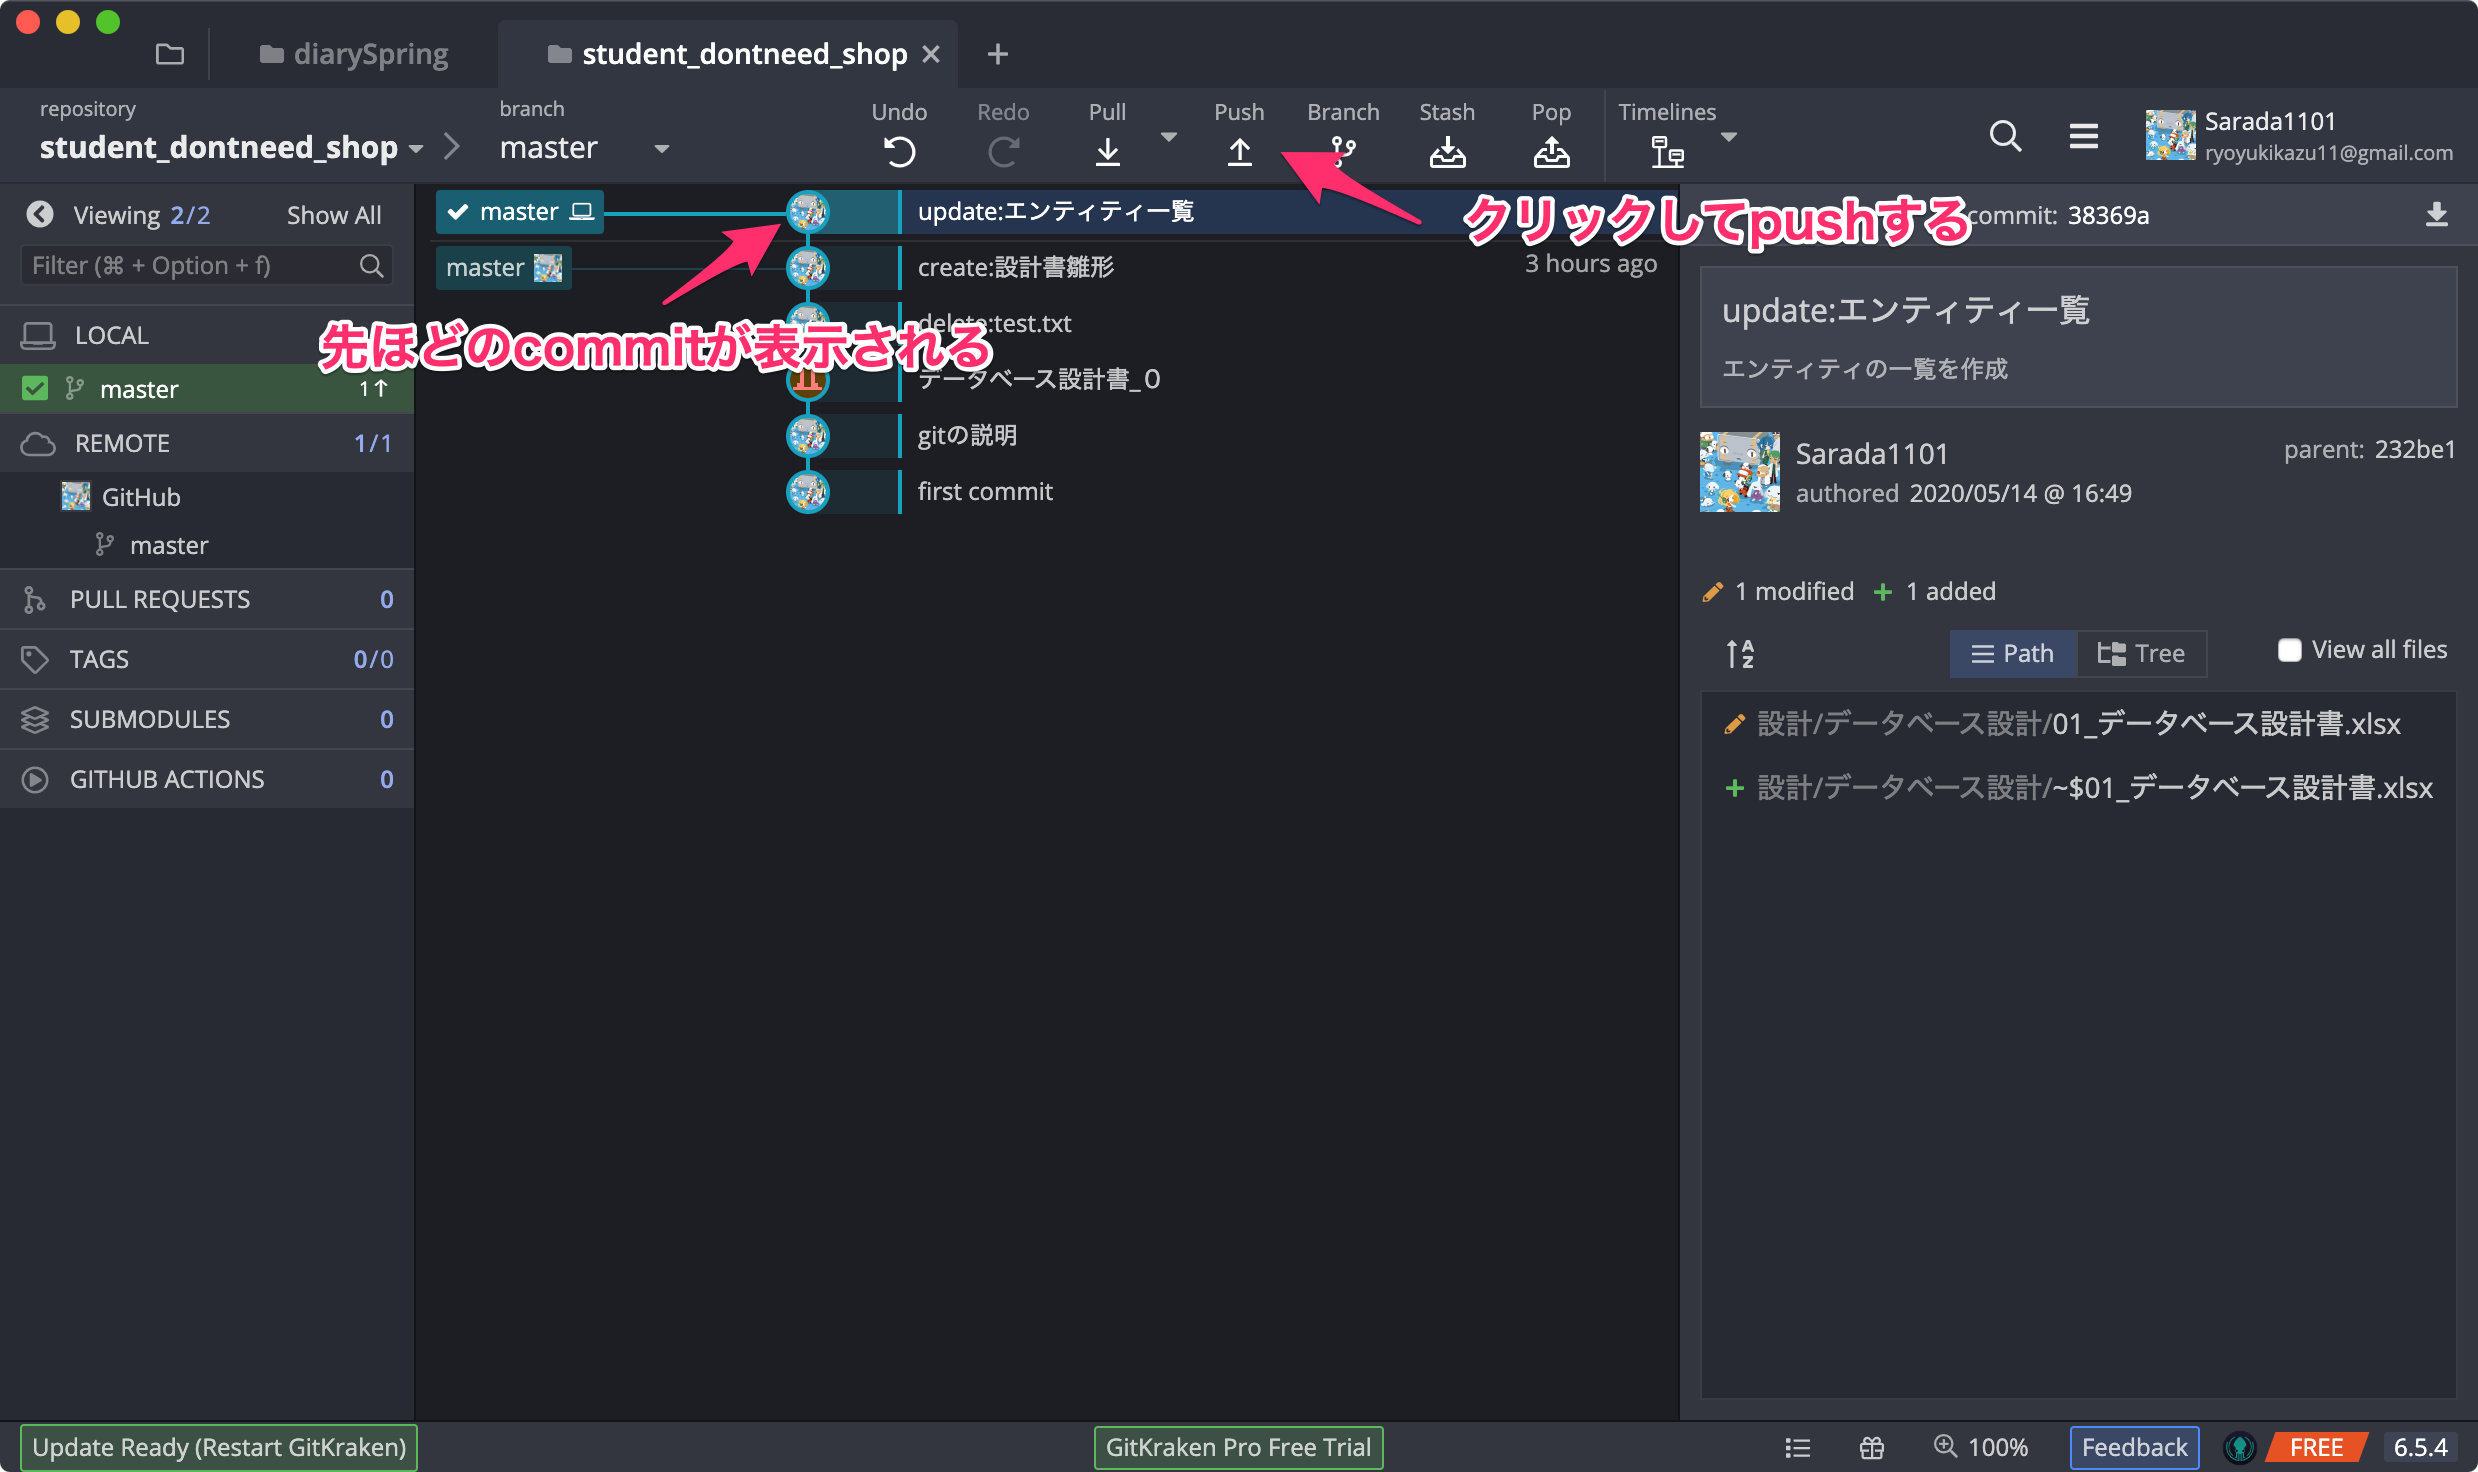 diarySpring
student_dontneed_shop
repository
student_dontneed_shop
branch
master
Undo
Redo
Pull
Push
Branch
Stash
Pop
Timelines
Sarada1101
ryoyukikazu11@gmail.com
Viewing 2/2
Show All
Filter (⌘ + Option + f)
LOCAL
master
1↑
REMOTE
1/1
GitHub
master
PULL REQUESTS
0
TAGS
0/0
SUBMODULES
0
GITHUB ACTIONS
0
master
update:エンティティ一覧
master
create:設計書雛形
3 hours ago
delete:test.txt
データベース設計書_O
gitの説明
first commit
クリックしてpushする
先ほどのcommitが表示される
commit: 38369a
update:エンティティ一覧
エンティティの一覧を作成
Sarada1101
authored 2020/05/14 @ 16:49
parent: 232be1
1 modified
1 added
Path
Tree
View all files
設計/データベース設計/01_データベース設計書.xlsx
設計/データベース設計/~$01_データベース設計書.xlsx
Update Ready (Restart GitKraken)
GitKraken Pro Free Trial
100%
Feedback
FREE
6.5.4